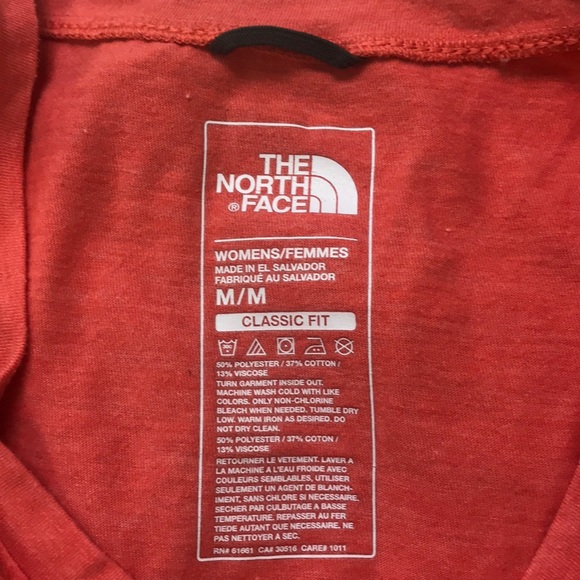 THE
NORTH
® FACE
WOMENS/FEMMES
MADE IN EL SALVADOR
FABRIQUÉ AU SALVADOR
M/M
CLASSIC FIT
50% POLYESTER / 37% COTTON /
13% VISCOSE
TURN GARMENT INSIDE OUT.
MACHINE WASH COLD WITH LIKE
COLORS. ONLY NON-CHLORINE
BLEACH WHEN NEEDED. TUMBLE DRY
LOW. WARM IRON AS DESIRED. DO
NOT DRY CLEAN.
50% POLYESTER / 37% COTON /
13% VISCOSE
RETOURNER LE VETEMENT. LAVER A
LA MACHINE A L'EAU FROIDE AVEC
COULEURS SEMBLABLES, UTILISER
SEULEMENT UN AGENT DE BLANCH-
IMENT, SANS CHLORE SI NECESSAIRE.
SECHER PAR CULBUTAGE A BASSE
TEMPERATURE. REPASSER AU FER
TIEDE AUTANT QUE NECESSAIRE. NE
PAS NETTOYER A SEC.
RN# 61661 CA# 30516 CARE# 1011